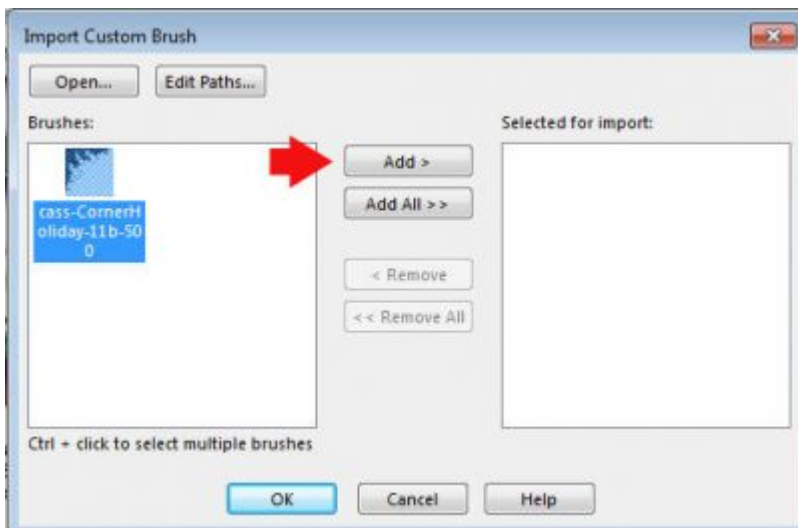 Import Custom Brush
Open...
Edit Paths...
Brushes:
Selected for import:
cass-CornerH
oliday-11b-50
0
Add >
Add All >>
< Remove
<< Remove All
Ctrl + click to select multiple brushes
OK
Cancel
Help